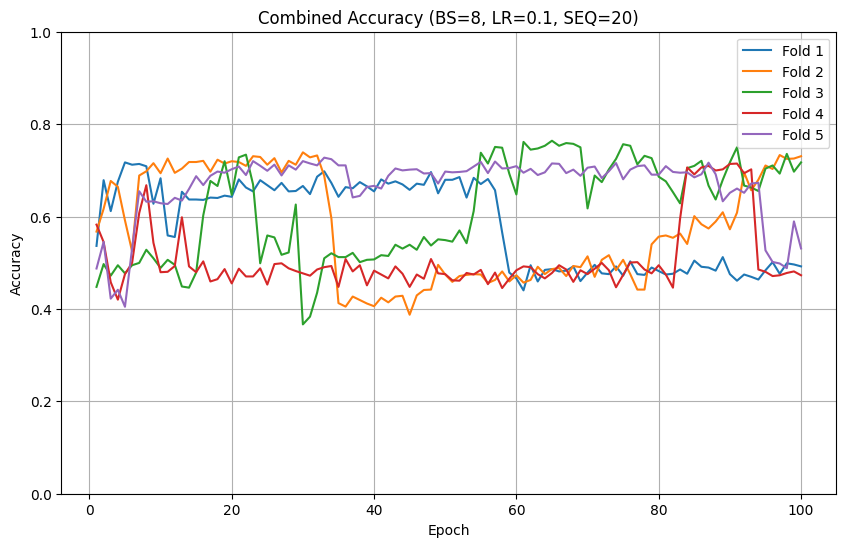 Combined Accuracy (BS=8, LR=0.1, SEQ=20)
1.0
0.8
0.6
0.4
0.2
0.0
Accuracy
Fold 1
Fold 2
Fold 3
Fold 4
Fold 5
0 20 40 60 80 100
Epoch